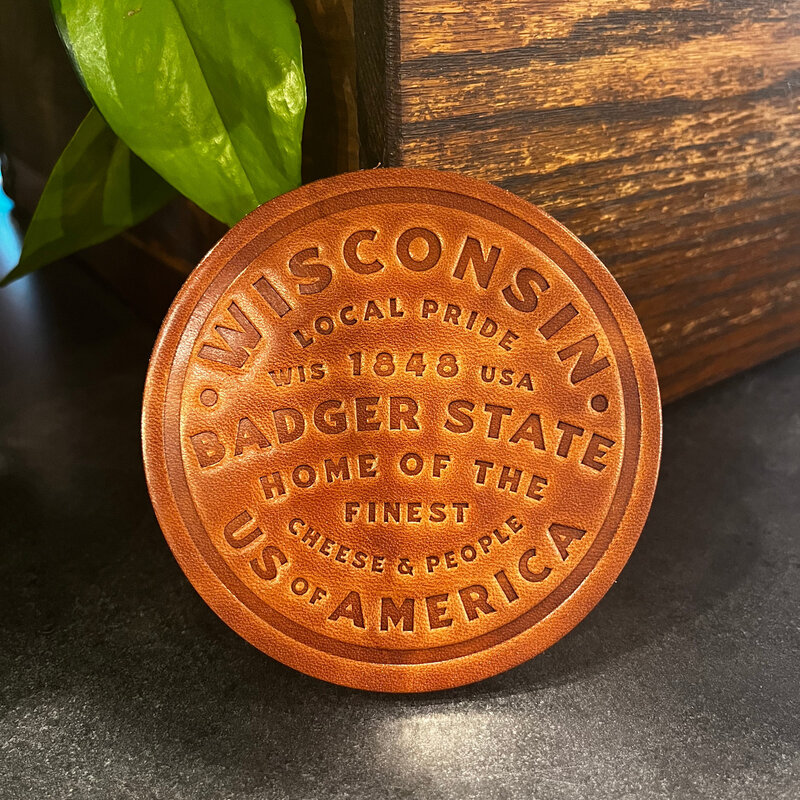 WISCONSIN
LOCAL PRIDE
WIS 1848 USA
BADGER STATE
HOME OF THE
FINEST
CHEESE & PEOPLE
US OF AMERICA